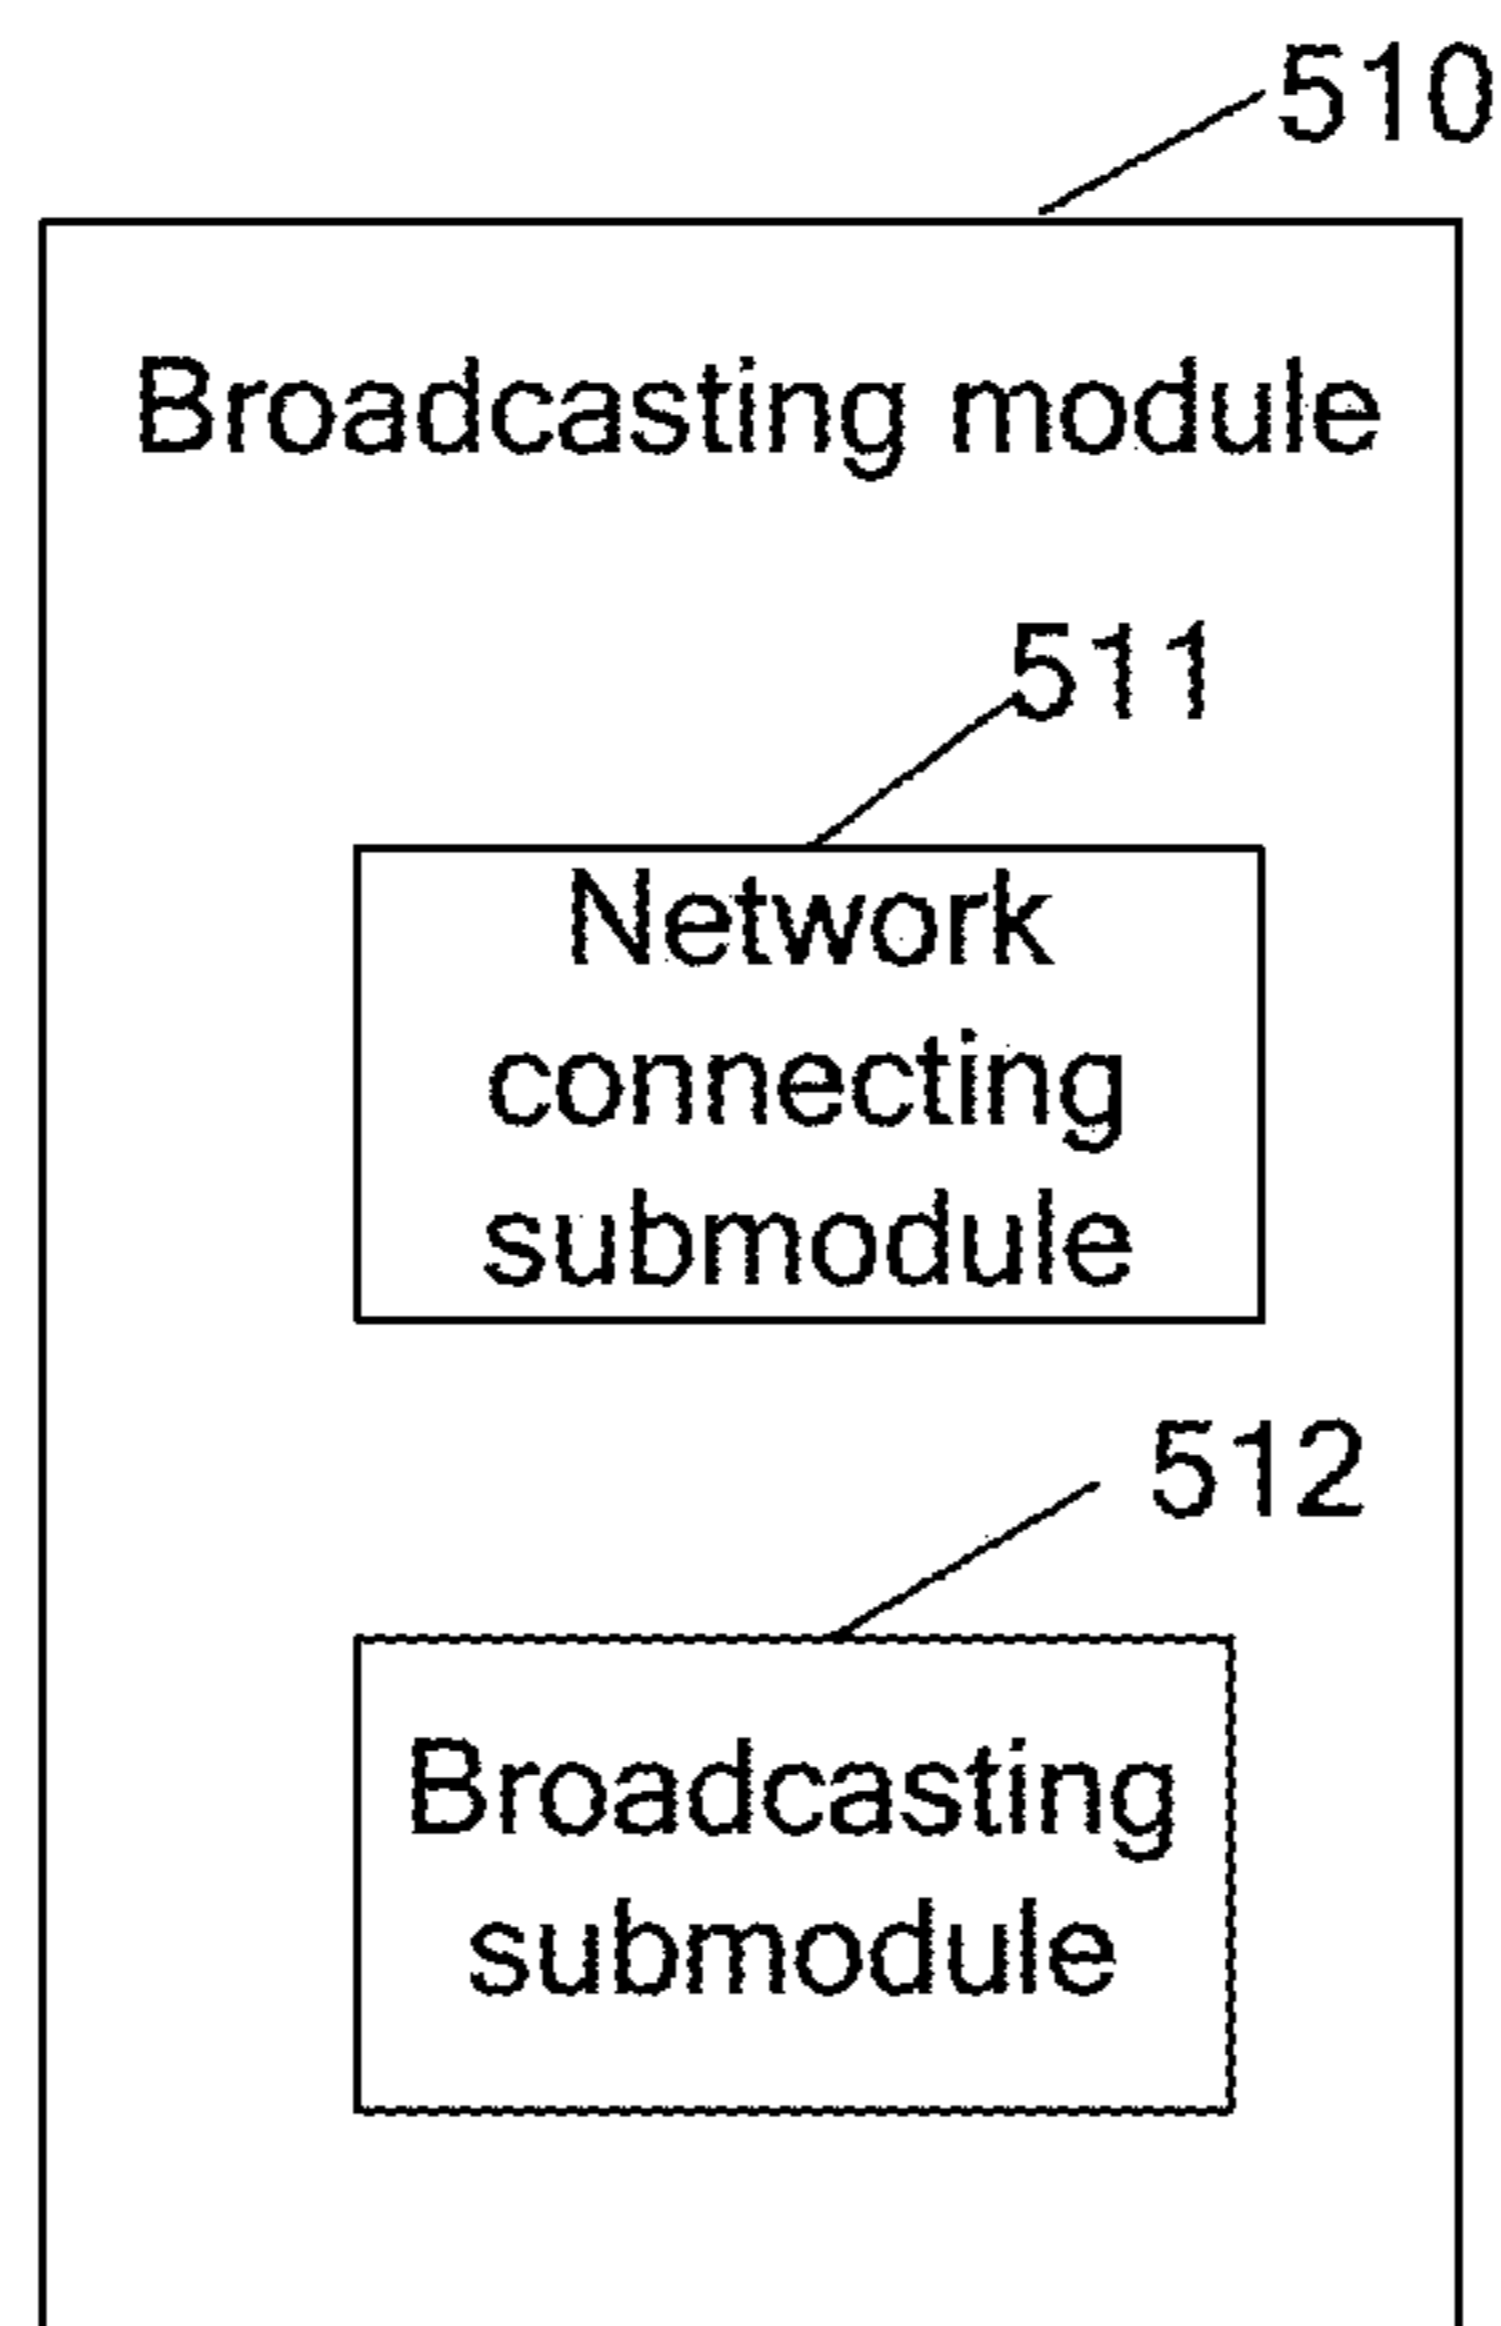 510
Broadcasting module
511
Network
connecting
submodule
512
Broadcasting
submodule